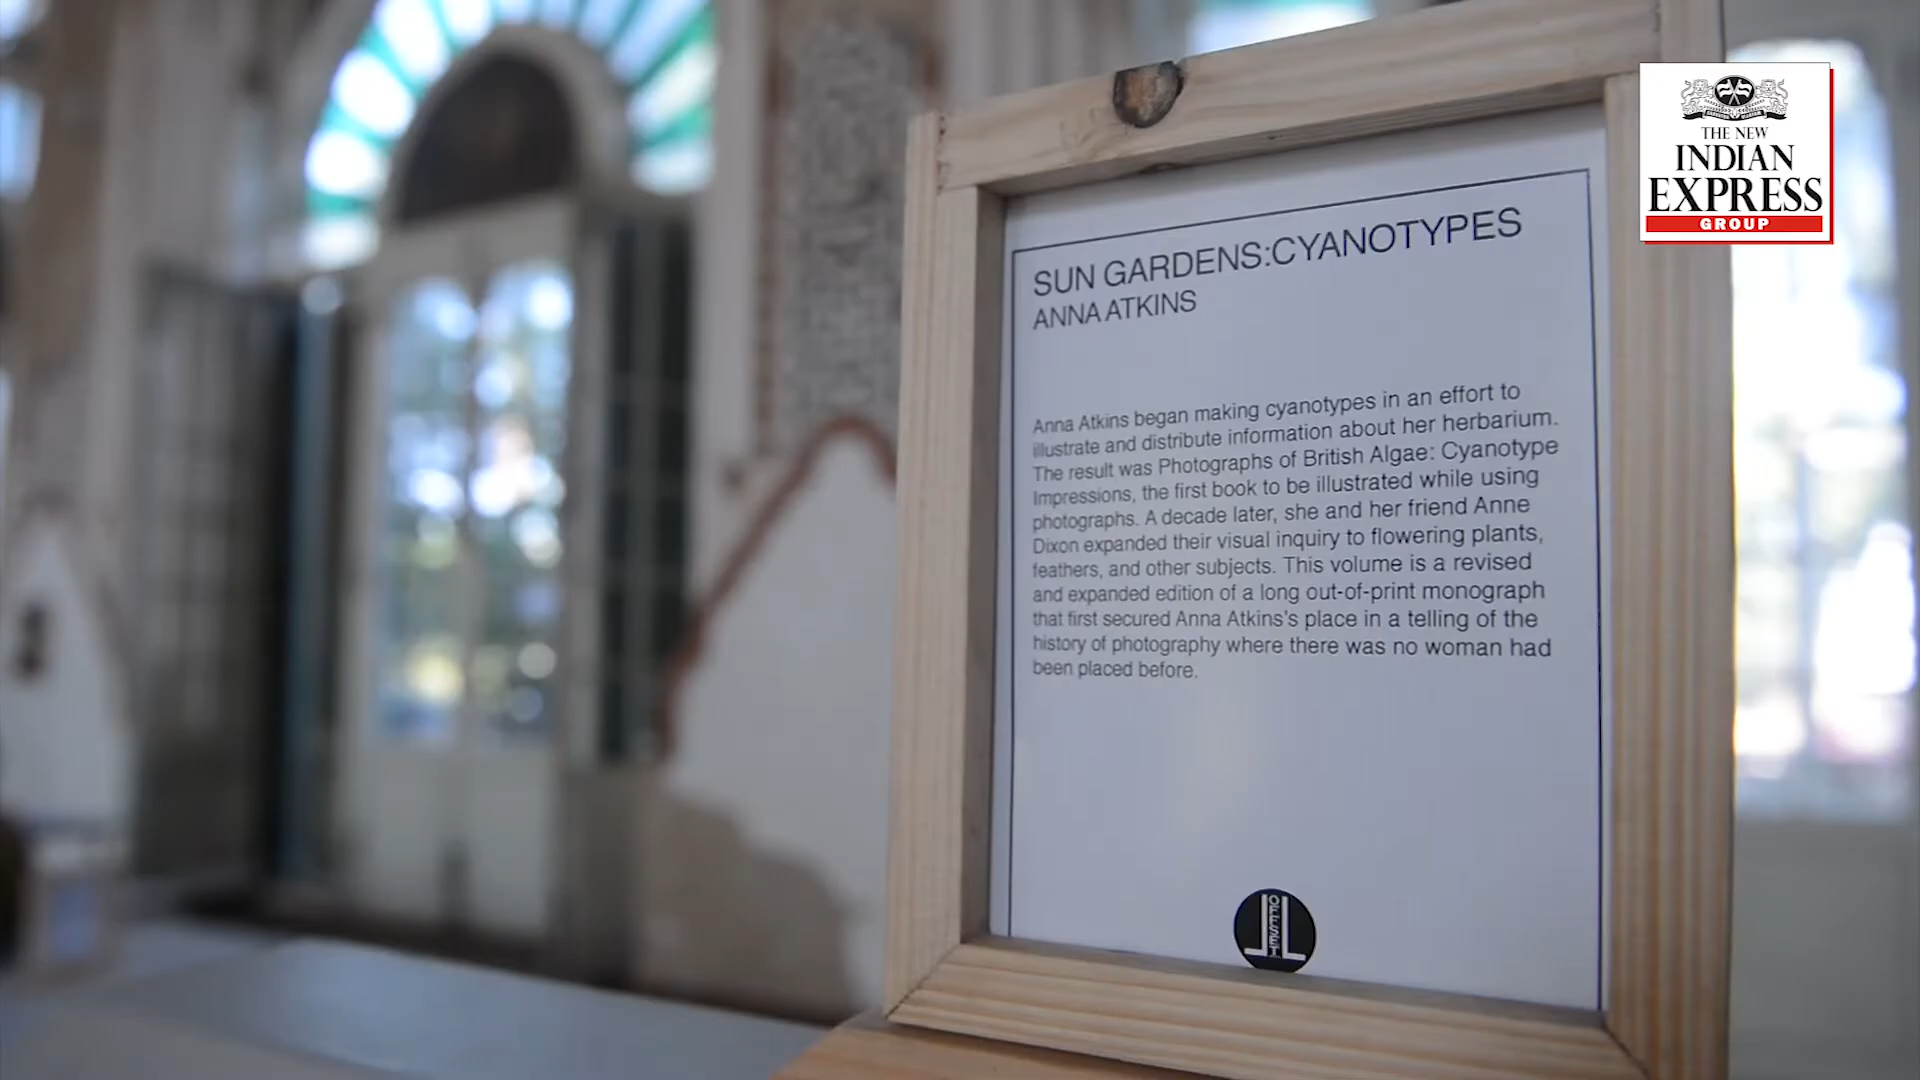 THE NEW
INDIAN
EXPRESS
GROUP
SUN GARDENS:CYANOTYPES
ANNA ATKINS
Anna Atkins began making cyanotypes in an effort to
illustrate and distribute information about her herbarium.
The result was Photographs of British Algae: Cyanotype
Impressions, the first book to be illustrated while using
photographs. A decade later, she and her friend Anne
Dixon expanded their visual inquiry to flowering plants,
feathers, and other subjects. This volume is a revised
and expanded edition of a long out-of-print monograph
that first secured Anna Atkins's place in a telling of the
history of photography where there was no woman had
been placed before.
OFFSET